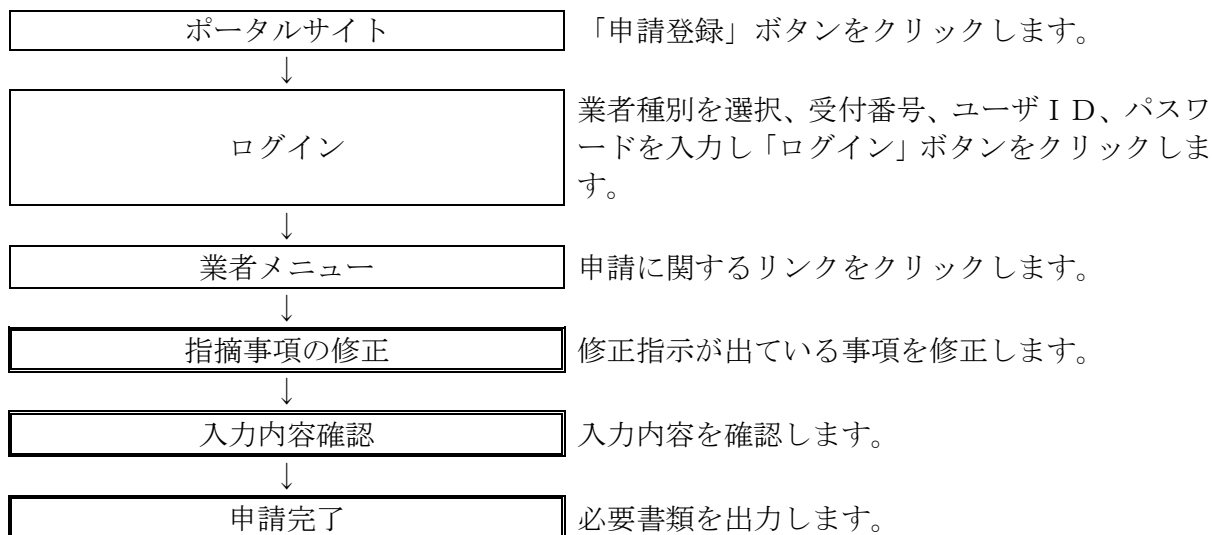 ポータルサイト
「申請登録」ボタンをクリックします。
↓
ログイン
業者種別を選択、受付番号、ユーザＩＤ、パスワ
ードを入力し「ログイン」ボタンをクリックしま
す。
↓
業者メニュー
申請に関するリンクをクリックします。
↓
指摘事項の修正
修正指示が出ている事項を修正します。
↓
入力内容確認
入力内容を確認します。
↓
申請完了
必要書類を出力します。